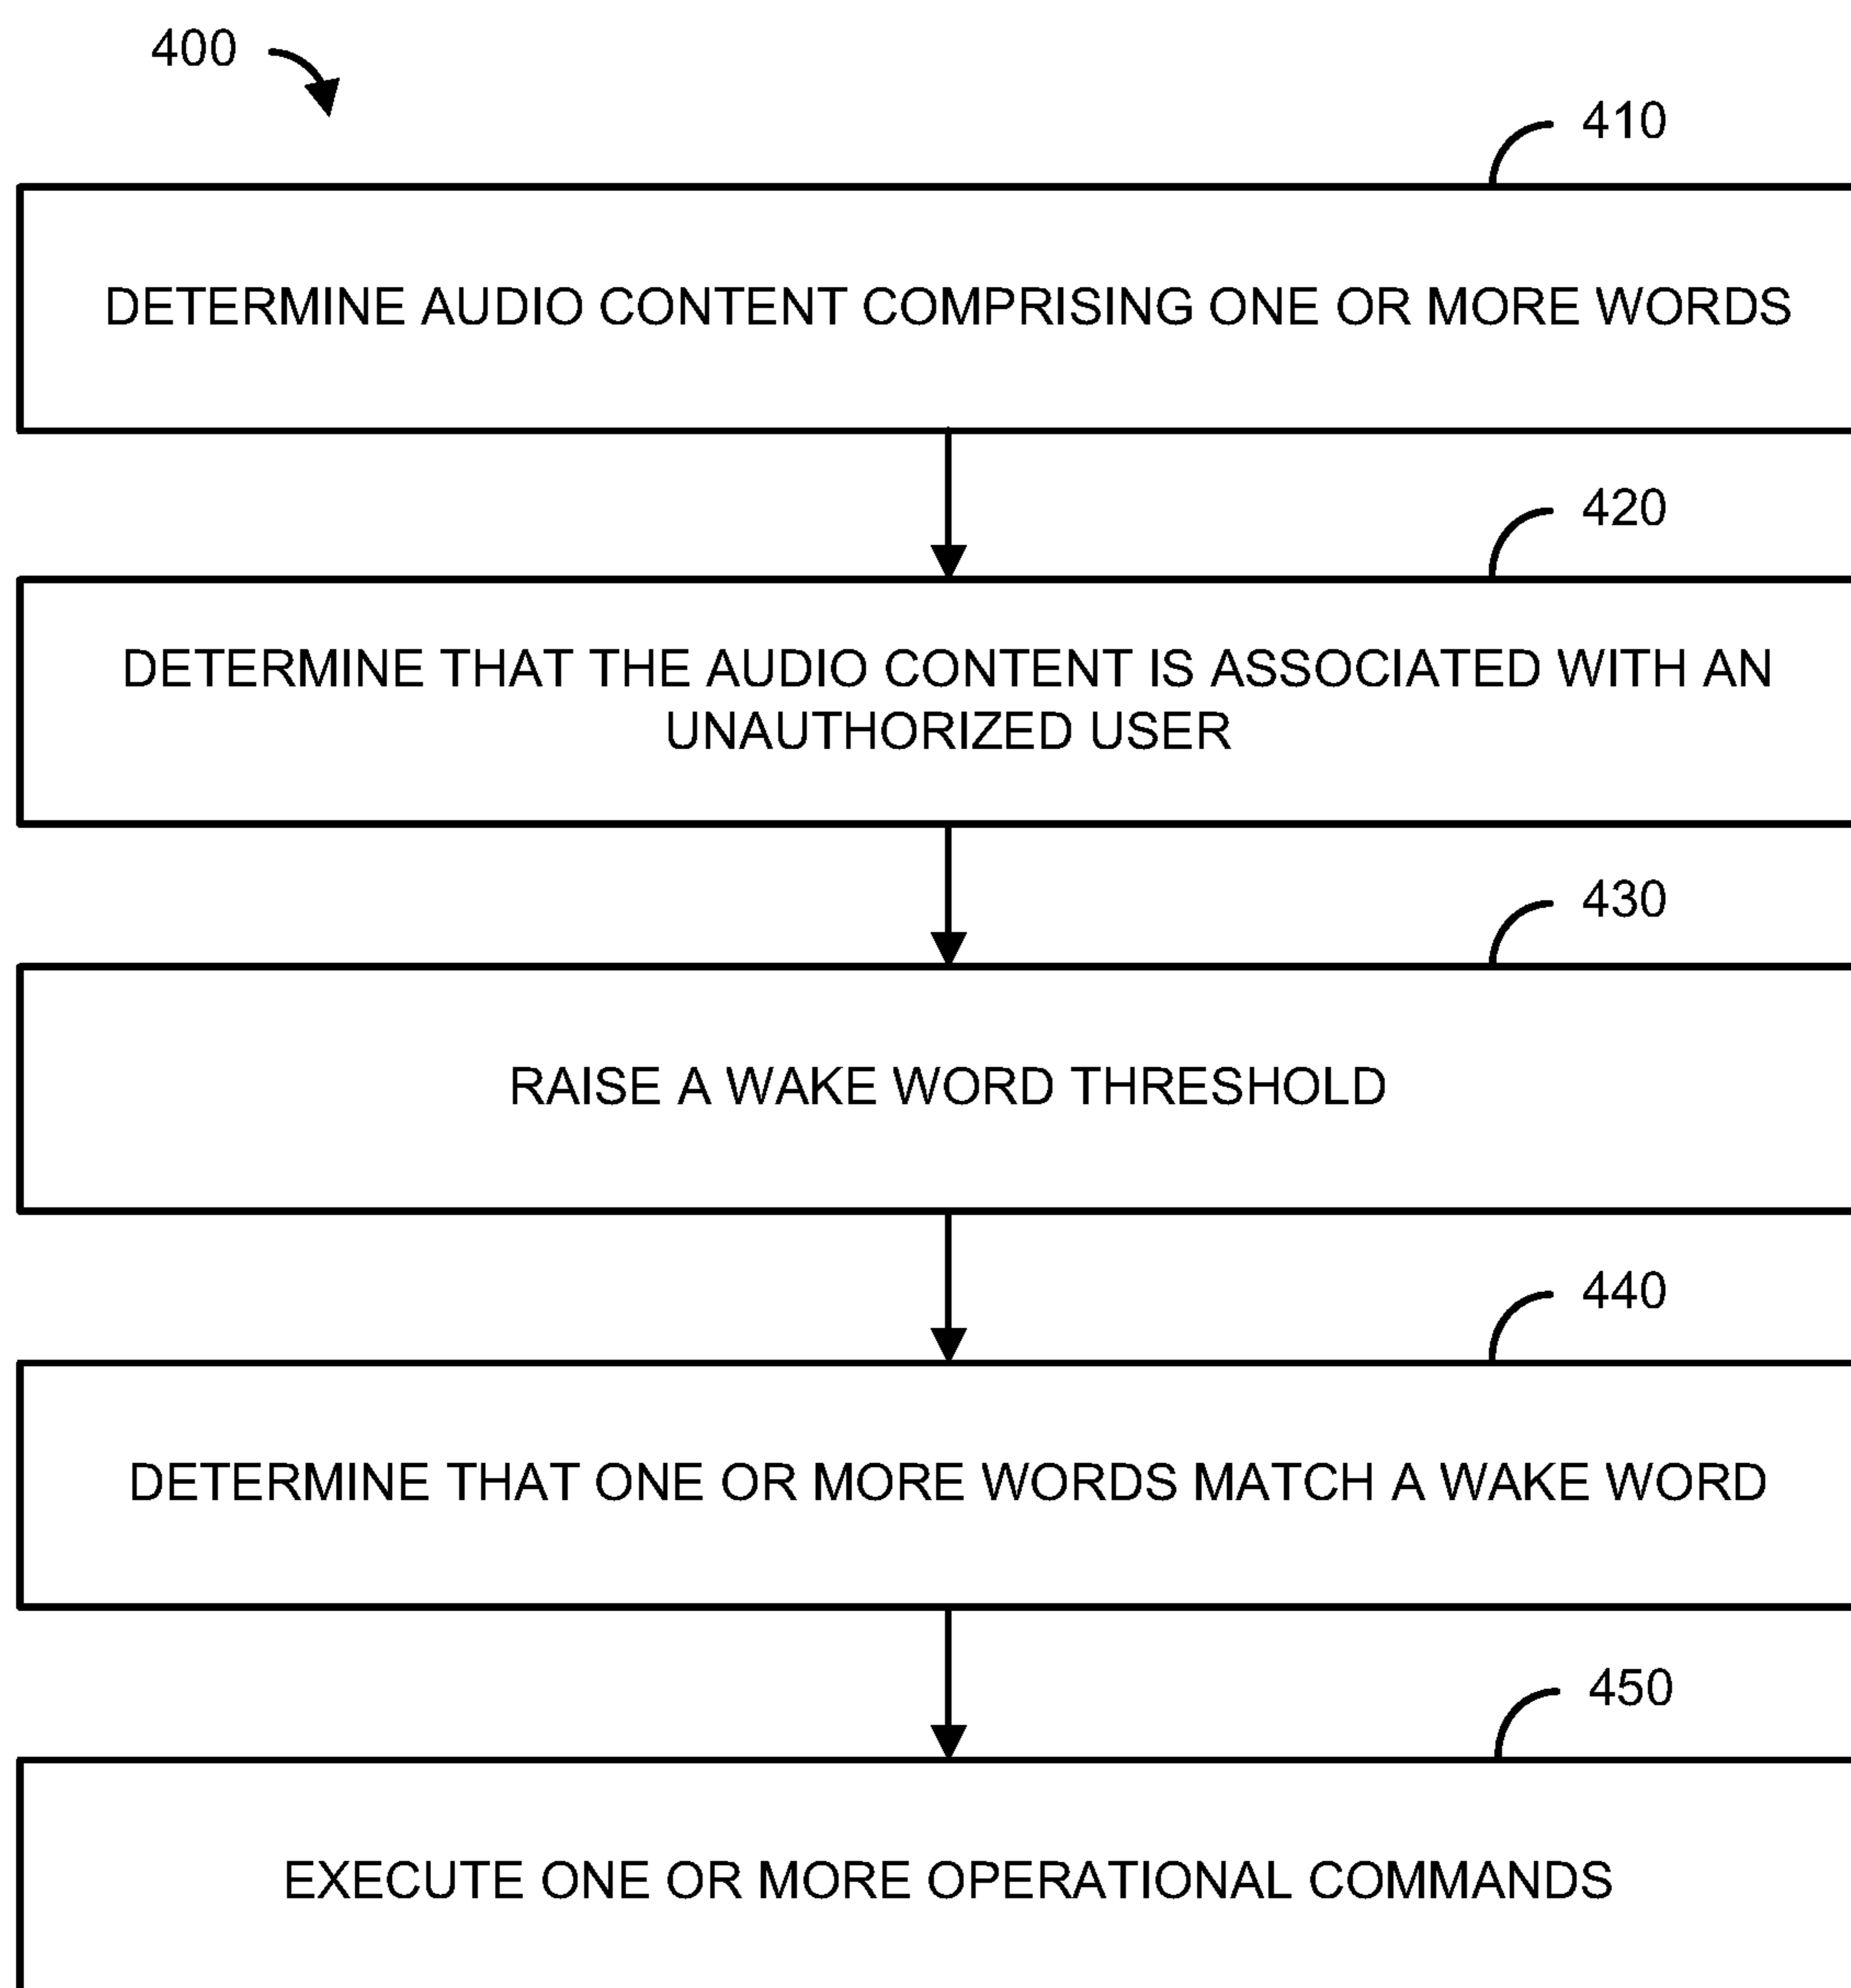 400
410
DETERMINE AUDIO CONTENT COMPRISING ONE OR MORE WORDS
420
DETERMINE THAT THE AUDIO CONTENT IS ASSOCIATED WITH AN
UNAUTHORIZED USER
430
RAISE A WAKE WORD THRESHOLD
440
DETERMINE THAT ONE OR MORE WORDS MATCH A WAKE WORD
450
EXECUTE ONE OR MORE OPERATIONAL COMMANDS